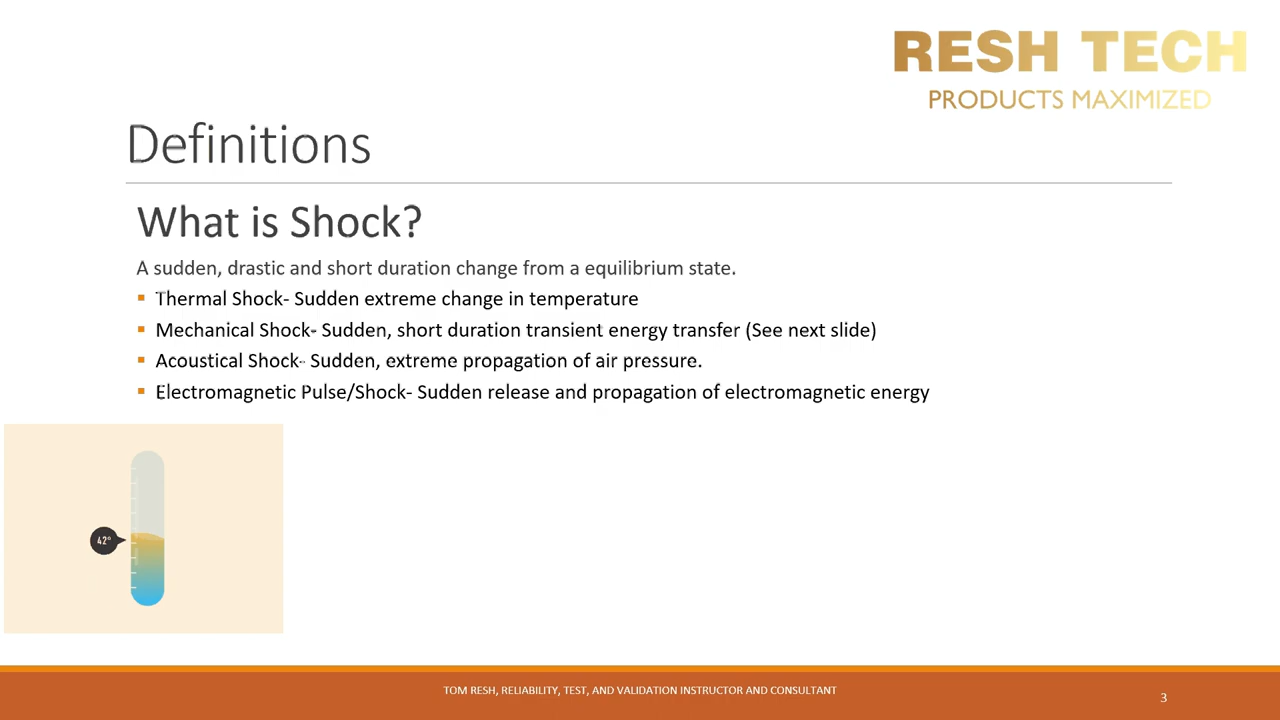 RESH TECH
PRODUCTS MAXIMIZED
Definitions
What is Shock?
A sudden, drastic and short duration change from a equilibrium state.
Thermal Shock- Sudden extreme change in temperature
Mechanical Shock- Sudden, short duration transient energy transfer (See next slide)
Acoustical Shock- Sudden, extreme propagation of air pressure.
Electromagnetic Pulse/Shock- Sudden release and propagation of electromagnetic energy
42°
TOM RESH, RELIABILITY, TEST, AND VALIDATION INSTRUCTOR AND CONSULTANT
3